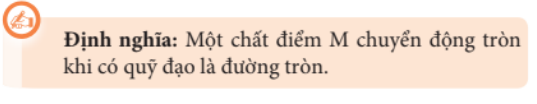 Định nghĩa: Một chất điểm M chuyển động tròn
khi có quỹ đạo là đường tròn.